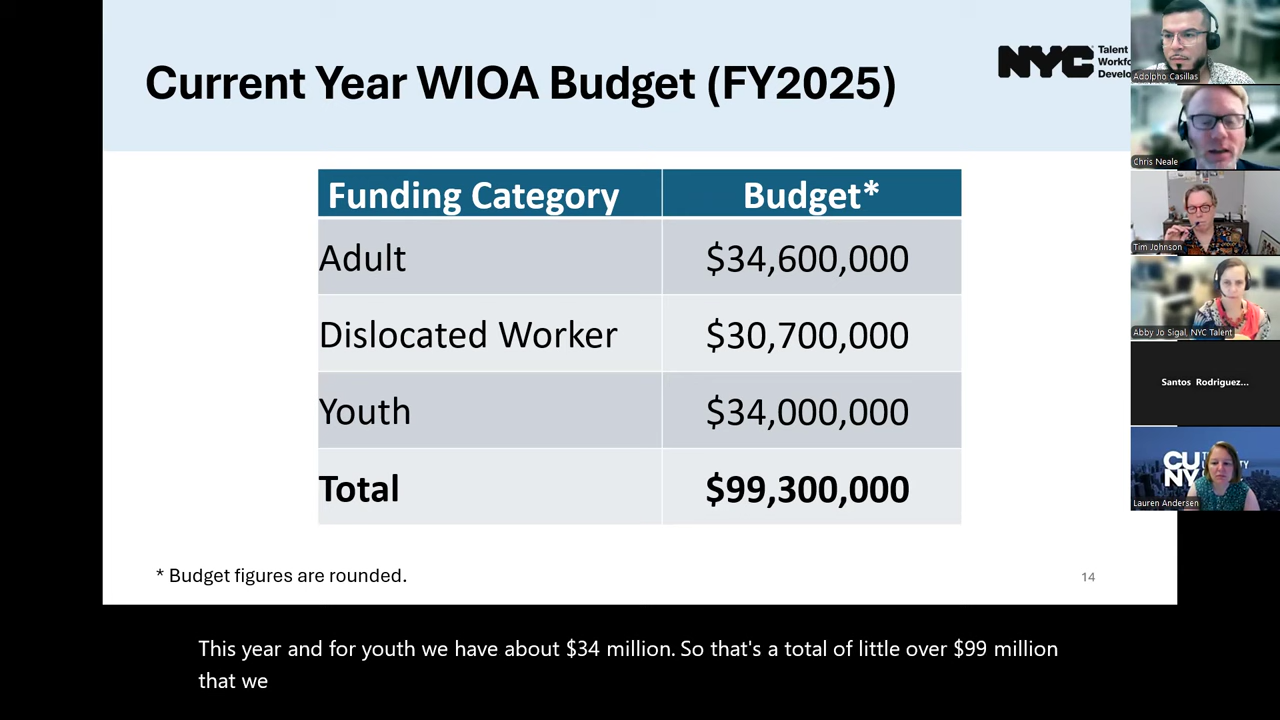 Current Year WIOA Budget (FY2025)
NYC Talent
Workfo
Develo
Funding Category Budget*
Adult $34,600,000
Dislocated Worker $30,700,000
Youth $34,000,000
Total $99,300,000
* Budget figures are rounded.
14
Adolpho Casillas
Chris Neale
Tim Johnson
Abby Jo Sigal, NYC Talent
Santos Rodriguez...
CU
NY
Lauren Andersen
This year and for youth we have about $34 million. So that's a total of little over $99 million
that we